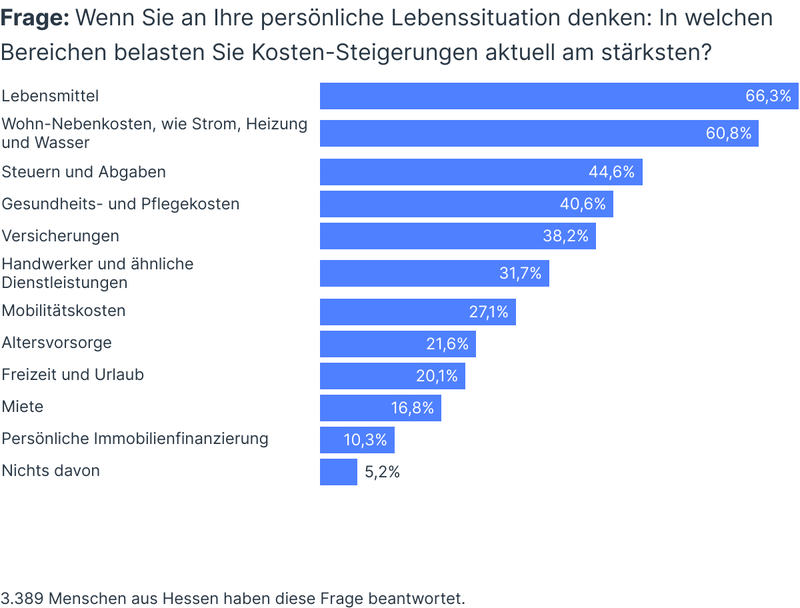 Frage: Wenn Sie an Ihre persönliche Lebenssituation denken: In welchen
Bereichen belasten Sie Kosten-Steigerungen aktuell am stärksten?
Lebensmittel
66,3%
Wohn-Nebenkosten, wie Strom, Heizung
und Wasser
60,8%
Steuern und Abgaben
44,6%
Gesundheits- und Pflegekosten
40,6%
Versicherungen
38,2%
Handwerker und ähnliche
Dienstleistungen
31,7%
Mobilitätskosten
27,1%
Altersvorsorge
21,6%
Freizeit und Urlaub
20,1%
Miete
16,8%
Persönliche Immobilienfinanzierung
10,3%
Nichts davon
5,2%
3.389 Menschen aus Hessen haben diese Frage beantwortet.